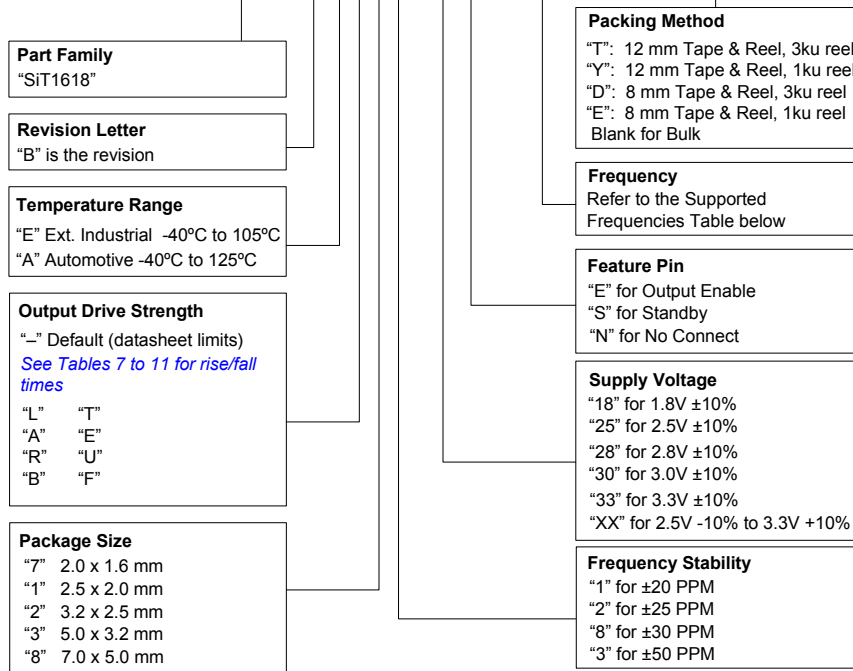 Part Family
“SiT1618”
Revision Letter
“B” is the revision
Temperature Range
“E” Ext. Industrial -40ºC to 105ºC
“A” Automotive -40ºC to 125ºC
Output Drive Strength
“–” Default (datasheet limits)
See Tables 7 to 11 for rise/fall
times
“L” “T”
“A” “E”
“R” “U”
“B” “F”
Package Size
“7” 2.0 x 1.6 mm
“1” 2.5 x 2.0 mm
“2” 3.2 x 2.5 mm
“3” 5.0 x 3.2 mm
“8” 7.0 x 5.0 mm
Packing Method
“T”: 12 mm Tape & Reel, 3ku reel
“Y”: 12 mm Tape & Reel, 1ku reel
“D”: 8 mm Tape & Reel, 3ku reel
“E”: 8 mm Tape & Reel, 1ku reel
Blank for Bulk
Frequency
Refer to the Supported
Frequencies Table below
Feature Pin
“E” for Output Enable
“S” for Standby
“N” for No Connect
Supply Voltage
“18” for 1.8V ±10%
“25” for 2.5V ±10%
“28” for 2.8V ±10%
“30” for 3.0V ±10%
“33” for 3.3V ±10%
“XX” for 2.5V -10% to 3.3V +10%
Frequency Stability
“1” for ±20 PPM
“2” for ±25 PPM
“8” for ±30 PPM
“3” for ±50 PPM